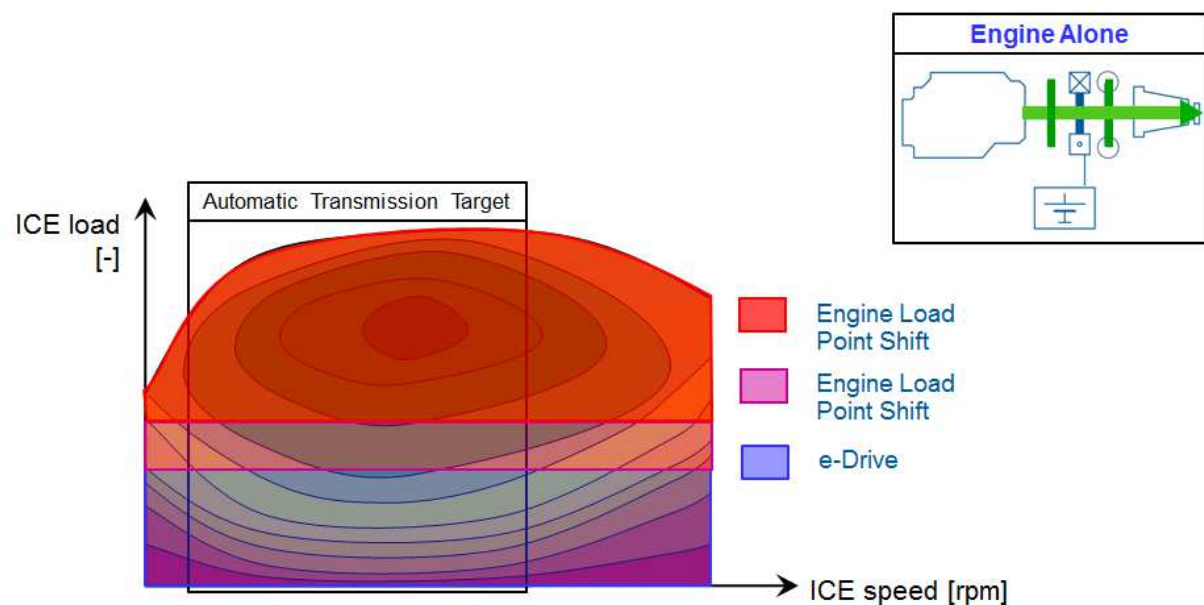 Engine Alone
Automatic Transmission Target
ICE load
[-]
Engine Load
Point Shift
Engine Load
Point Shift
e-Drive
ICE speed [rpm]